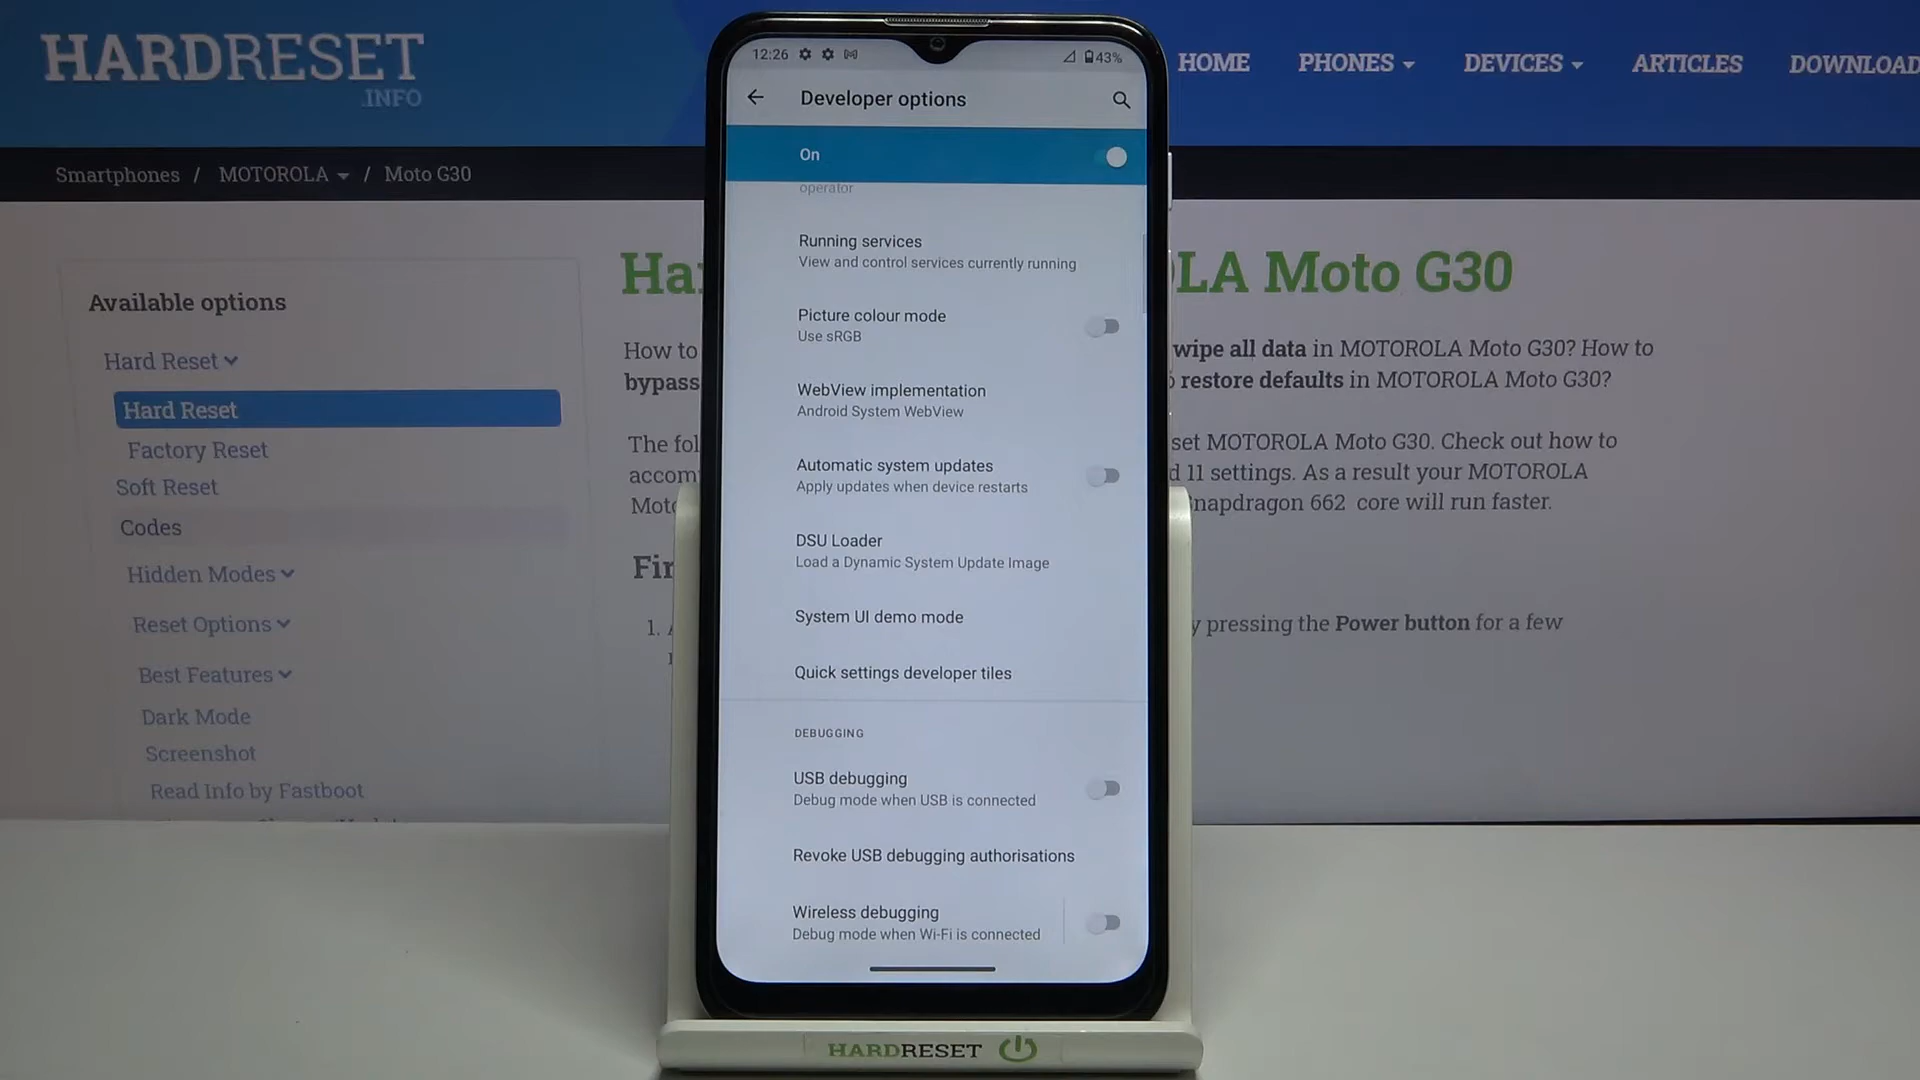 HARDRESET
.INFO
HOME PHONES DEVICES ARTICLES DOWNLOAD
Smartphones / MOTOROLA / Moto G30
Available options
Hard Reset
Hard Reset
Factory Reset
Soft Reset
Codes
Hidden Modes
Reset Options
Best Features
Dark Mode
Screenshot
Read Info by Fastboot
Ha
LA Moto G30
How to
wipe all data in MOTOROLA Moto G30? How to
bypass
restore defaults in MOTOROLA Moto G30?
The fol
set MOTOROLA Moto G30. Check out how to
accom
d 11 settings. As a result your MOTOROLA
Moto
napdragon 662 core will run faster.
Fir
1.
y pressing the Power button for a few
12:26
43%
Developer options
On
operator
Running services
View and control services currently running
Picture colour mode
Use sRGB
WebView implementation
Android System WebView
Automatic system updates
Apply updates when device restarts
DSU Loader
Load a Dynamic System Update Image
System UI demo mode
Quick settings developer tiles
DEBUGGING
USB debugging
Debug mode when USB is connected
Revoke USB debugging authorisations
Wireless debugging
Debug mode when Wi-Fi is connected
HARDRESET